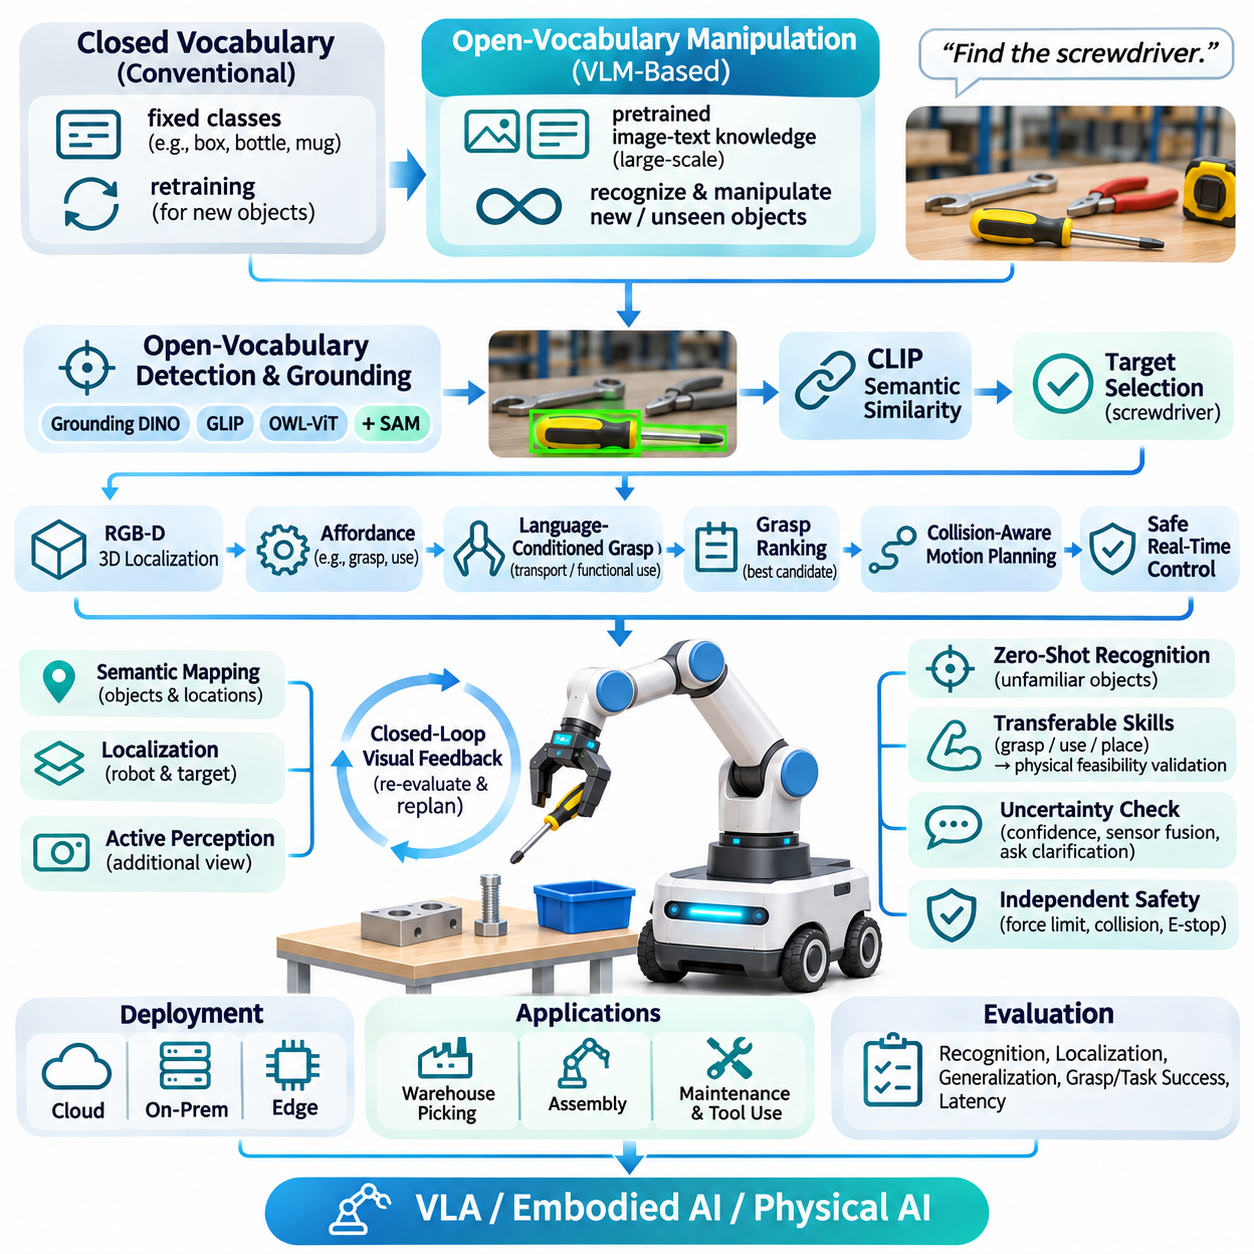 Closed Vocabulary
(Conventional)
fixed classes
(e.g., box, bottle, mug)
retraining
(for new objects)
Open-Vocabulary Manipulation
(VLM-Based)
pretrained
image-text knowledge
(large-scale)
recognize & manipulate
new / unseen objects
“Find the screwdriver.”
Open-Vocabulary
Detection & Grounding
Grounding DINO
GLIP
OWL-ViT
+ SAM
CLIP
Semantic
Similarity
Target
Selection
(screwdriver)
RGB-D
3D Localization
Affordance
(e.g., grasp, use)
Language-
Conditioned Grasp )
(transport / functional use)
Grasp
Ranking
(best candidate)
Collision-Aware
Motion Planning
Safe
Real-Time
Control
Semantic Mapping
(objects & locations)
Localization
(robot & target)
Active Perception
(additional view)
Closed-Loop
Visual Feedback
(re-evaluate &
replan)
Zero-Shot Recognition
(unfamiliar objects)
Transferable Skills
(grasp / use / place)
→ physical feasibility validation
Uncertainty Check
(confidence, sensor fusion,
ask clarification)
Independent Safety
(force limit, collision, E-stop)
Deployment
Cloud
On-Prem
Edge
Applications
Warehouse
Picking
Assembly
Maintenance
& Tool Use
Evaluation
Recognition, Localization,
Generalization, Grasp/Task Success,
Latency
VLA / Embodied AI / Physical AI